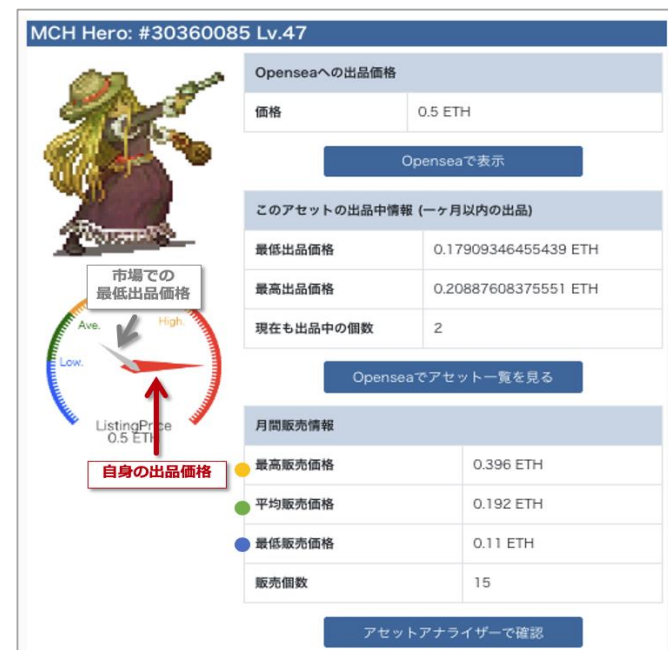 MCH Hero: #30360085 Lv.47
Openseaへの出品価格
価格 0.5 ETH
Openseaで表示
このアセットの出品中情報 (一ヶ月以内の出品)
最低出品価格 0.17909346455439 ETH
最高出品価格 0.20887608375551 ETH
現在も出品中の個数 2
Openseaでアセット一覧を見る
市場での
最低出品価格
Ave.
High.
Low.
ListingPrice
0.5 ETH
自身の出品価格
月間販売情報
最高販売価格 0.396 ETH
平均販売価格 0.192 ETH
最低販売価格 0.11 ETH
販売個数 15
アセットアナライザーで確認